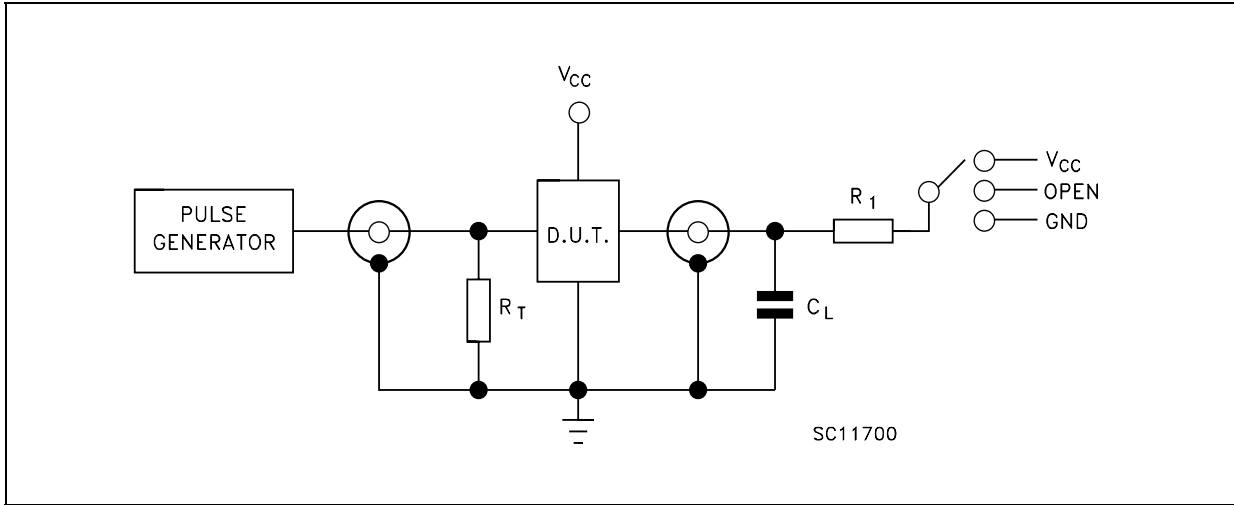 VCC
PULSE
GENERATOR
D.U.T.
RT
CL
R1
VCC
OPEN
GND
SC11700